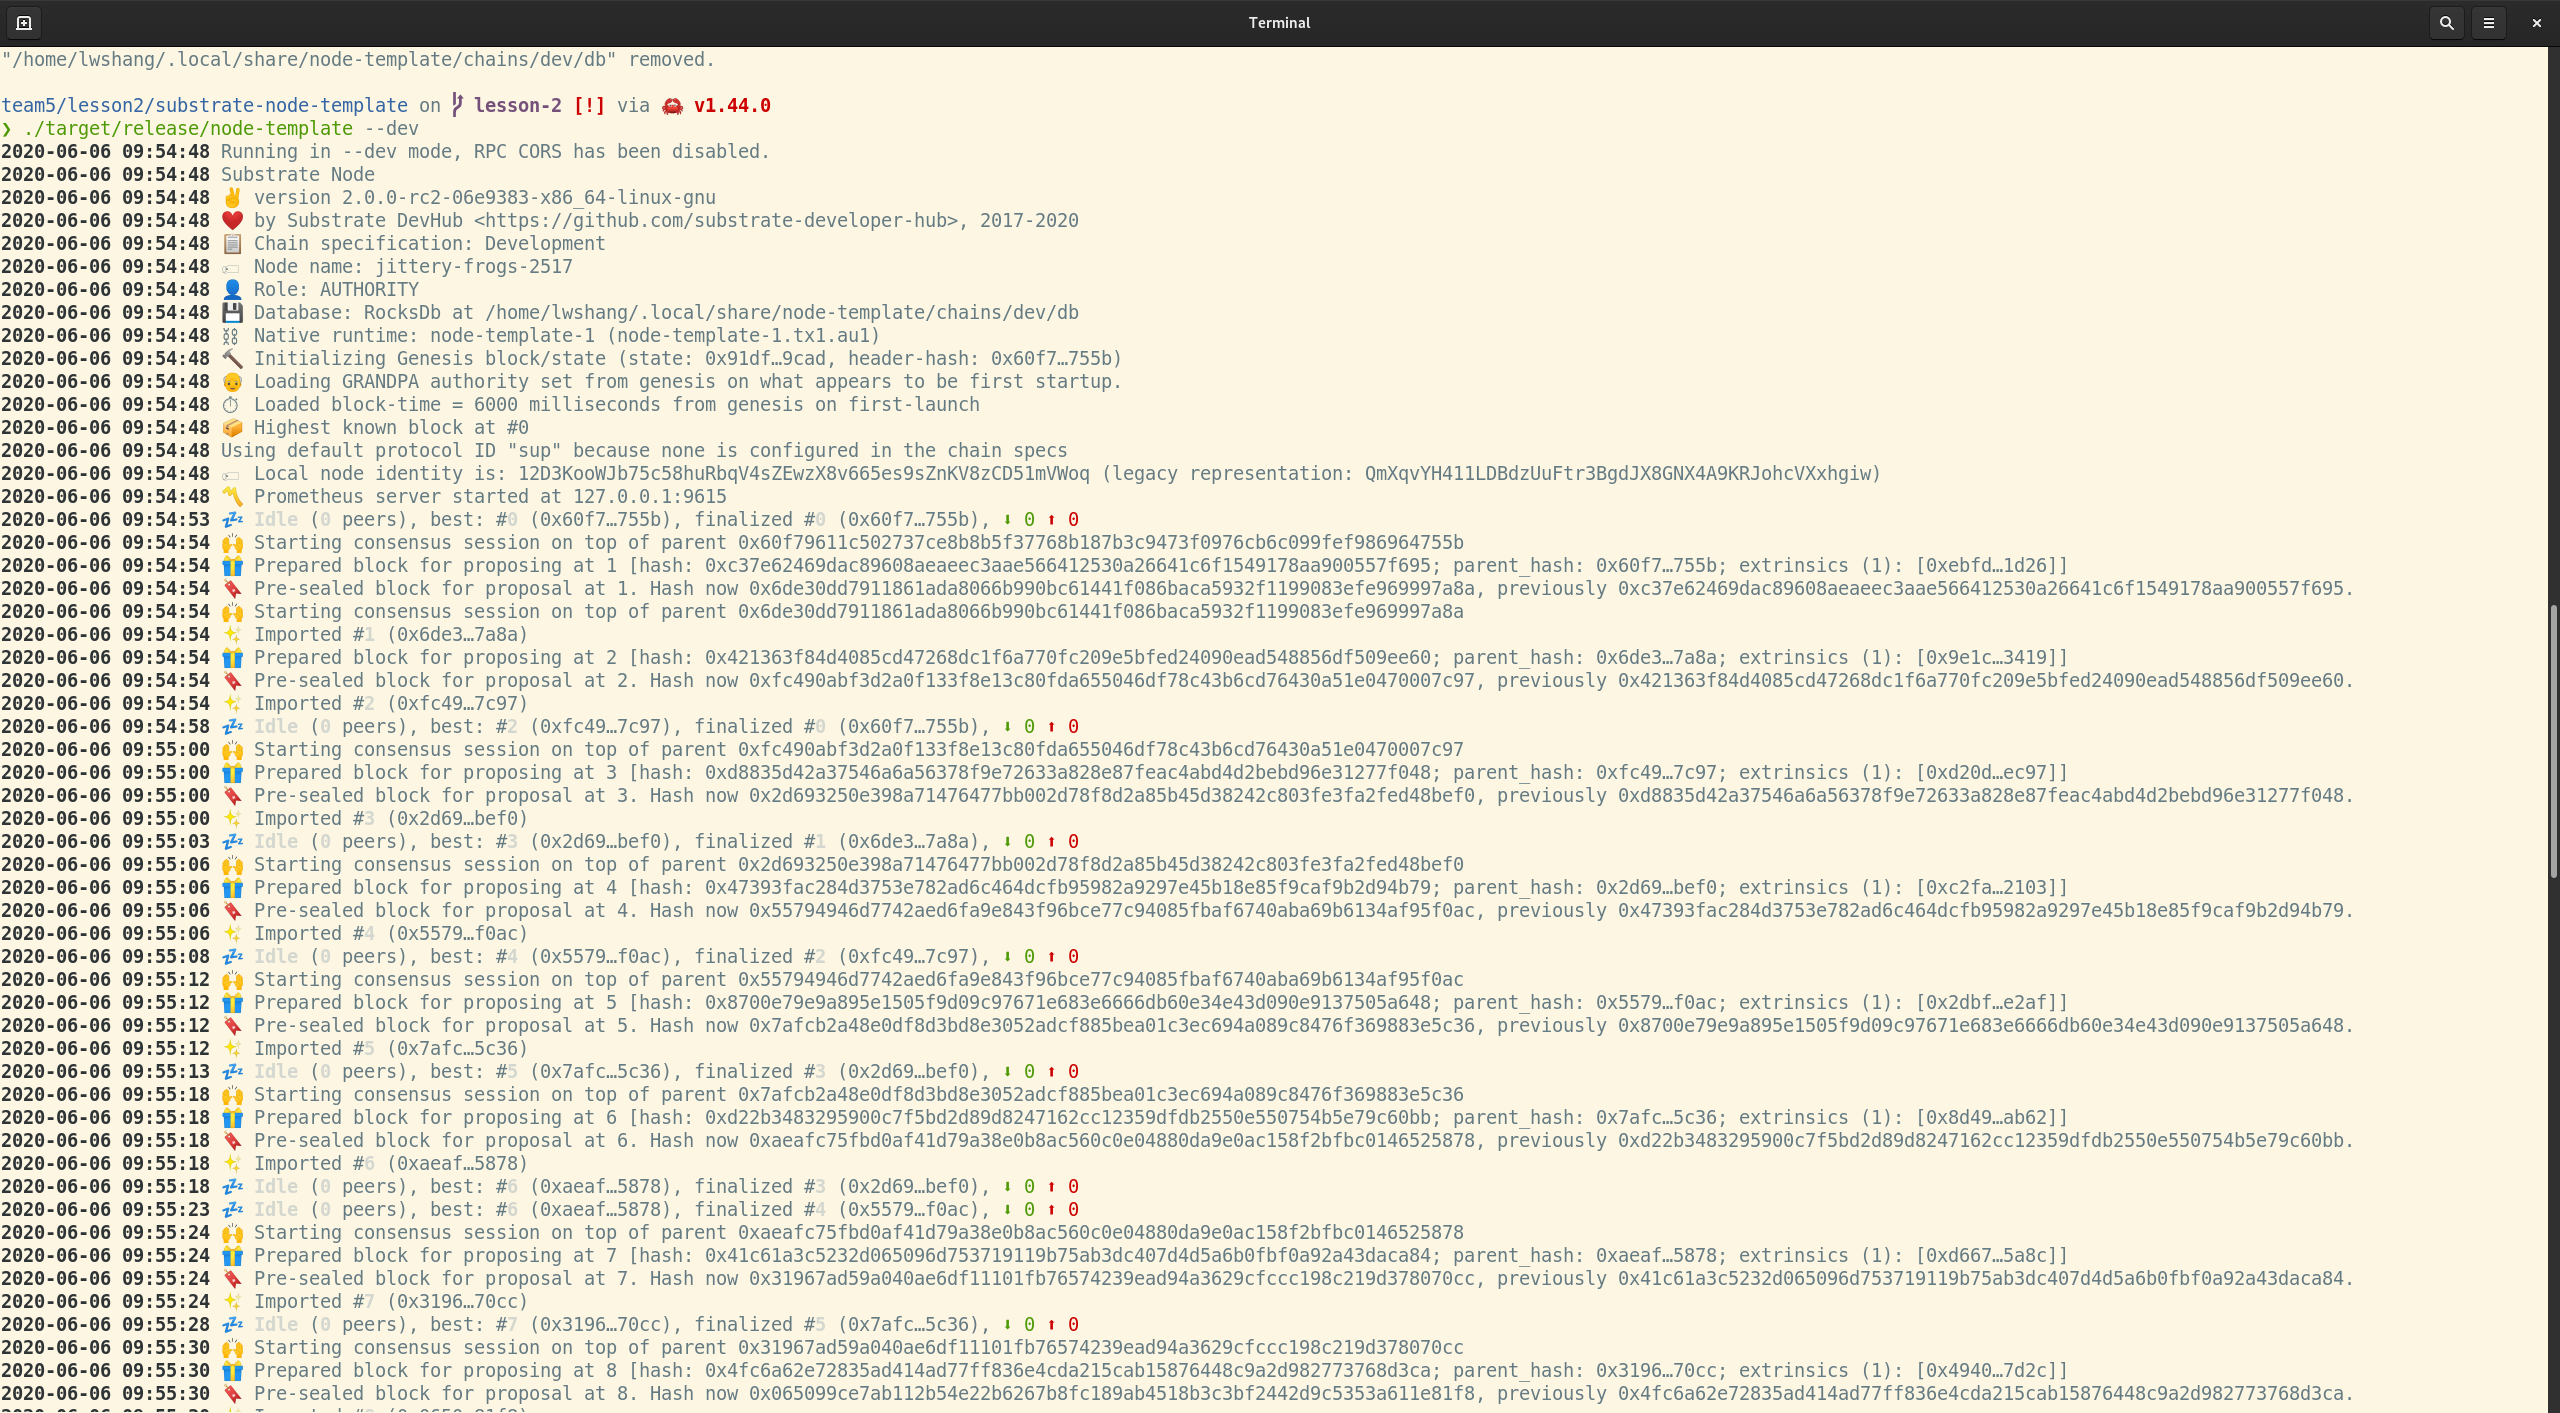 Terminal
"/home/lwshang/.local/share/node-template/chains/dev/db" removed.
team5/lesson2/substrate-node-template on lesson-2 [!] via 🦀 v1.44.0
❯ ./target/release/node-template --dev
2020-06-06 09:54:48 Running in --dev mode, RPC CORS has been disabled.
2020-06-06 09:54:48 Substrate Node
2020-06-06 09:54:48 ✌️ version 2.0.0-rc2-06e9383-x86_64-linux-gnu
2020-06-06 09:54:48 ❤️ by Substrate DevHub <https://github.com/substrate-developer-hub>, 2017-2020
2020-06-06 09:54:48 📋 Chain specification: Development
2020-06-06 09:54:48 🏷 Node name: jittery-frogs-2517
2020-06-06 09:54:48 👤 Role: AUTHORITY
2020-06-06 09:54:48 💾 Database: RocksDb at /home/lwshang/.local/share/node-template/chains/dev/db
2020-06-06 09:54:48 ⛓ Native runtime: node-template-1 (node-template-1.tx1.au1)
2020-06-06 09:54:48 🔨 Initializing Genesis block/state (state: 0x91df…9cad, header-hash: 0x60f7…755b)
2020-06-06 09:54:48 👴 Loading GRANDPA authority set from genesis on what appears to be first startup.
2020-06-06 09:54:48 ⏱ Loaded block-time = 6000 milliseconds from genesis on first-launch
2020-06-06 09:54:48 📦 Highest known block at #0
2020-06-06 09:54:48 Using default protocol ID "sup" because none is configured in the chain specs
2020-06-06 09:54:48 🏷 Local node identity is: 12D3KooWJb75c58huRbqV4sZEwzX8v665es9sZnKV8zCD51mVWoq (legacy representation: QmXqvYH411LDBdzUuFtr3BgdJX8GNX4A9KRJohcVXxhgiw)
2020-06-06 09:54:48 〽️ Prometheus server started at 127.0.0.1:9615
2020-06-06 09:54:53 💤 Idle (0 peers), best: #0 (0x60f7…755b), finalized #0 (0x60f7…755b), ⬇ 0 ⬆ 0
2020-06-06 09:54:54 🙌 Starting consensus session on top of parent 0x60f79611c502737ce8b8b5f37768b187b3c9473f0976cb6c099fef986964755b
2020-06-06 09:54:54 🎁 Prepared block for proposing at 1 [hash: 0xc37e62469dac89608aeaeec3aae566412530a26641c6f1549178aa900557f695; parent_hash: 0x60f7…755b; extrinsics (1): [0xebfd…1d26]]
2020-06-06 09:54:54 🔖 Pre-sealed block for proposal at 1. Hash now 0x6de30dd7911861ada8066b990bc61441f086baca5932f1199083efe969997a8a, previously 0xc37e62469dac89608aeaeec3aae566412530a26641c6f1549178aa900557f695.
2020-06-06 09:54:54 🙌 Starting consensus session on top of parent 0x6de30dd7911861ada8066b990bc61441f086baca5932f1199083efe969997a8a
2020-06-06 09:54:54 ✨ Imported #1 (0x6de3…7a8a)
2020-06-06 09:54:54 🎁 Prepared block for proposing at 2 [hash: 0x421363f84d4085cd47268dc1f6a770fc209e5bfed24090ead548856df509ee60; parent_hash: 0x6de3…7a8a; extrinsics (1): [0x9e1c…3419]]
2020-06-06 09:54:54 🔖 Pre-sealed block for proposal at 2. Hash now 0xfc490abf3d2a0f133f8e13c80fda655046df78c43b6cd76430a51e0470007c97, previously 0x421363f84d4085cd47268dc1f6a770fc209e5bfed24090ead548856df509ee60.
2020-06-06 09:54:54 ✨ Imported #2 (0xfc49…7c97)
2020-06-06 09:54:58 💤 Idle (0 peers), best: #2 (0xfc49…7c97), finalized #0 (0x60f7…755b), ⬇ 0 ⬆ 0
2020-06-06 09:55:00 🙌 Starting consensus session on top of parent 0xfc490abf3d2a0f133f8e13c80fda655046df78c43b6cd76430a51e0470007c97
2020-06-06 09:55:00 🎁 Prepared block for proposing at 3 [hash: 0xd8835d42a37546a6a56378f9e72633a828e87feac4abd4d2bebd96e31277f048; parent_hash: 0xfc49…7c97; extrinsics (1): [0xd20d…ec97]]
2020-06-06 09:55:00 🔖 Pre-sealed block for proposal at 3. Hash now 0x2d693250e398a71476477bb002d78f8d2a85b45d38242c803fe3fa2fed48bef0, previously 0xd8835d42a37546a6a56378f9e72633a828e87feac4abd4d2bebd96e31277f048.
2020-06-06 09:55:00 ✨ Imported #3 (0x2d69…bef0)
2020-06-06 09:55:03 💤 Idle (0 peers), best: #3 (0x2d69…bef0), finalized #1 (0x6de3…7a8a), ⬇ 0 ⬆ 0
2020-06-06 09:55:06 🙌 Starting consensus session on top of parent 0x2d693250e398a71476477bb002d78f8d2a85b45d38242c803fe3fa2fed48bef0
2020-06-06 09:55:06 🎁 Prepared block for proposing at 4 [hash: 0x47393fac284d3753e782ad6c464dcfb95982a9297e45b18e85f9caf9b2d94b79; parent_hash: 0x2d69…bef0; extrinsics (1): [0xc2fa…2103]]
2020-06-06 09:55:06 🔖 Pre-sealed block for proposal at 4. Hash now 0x55794946d7742aed6fa9e843f96bce77c94085fbaf6740aba69b6134af95f0ac, previously 0x47393fac284d3753e782ad6c464dcfb95982a9297e45b18e85f9caf9b2d94b79.
2020-06-06 09:55:06 ✨ Imported #4 (0x5579…f0ac)
2020-06-06 09:55:08 💤 Idle (0 peers), best: #4 (0x5579…f0ac), finalized #2 (0xfc49…7c97), ⬇ 0 ⬆ 0
2020-06-06 09:55:12 🙌 Starting consensus session on top of parent 0x55794946d7742aed6fa9e843f96bce77c94085fbaf6740aba69b6134af95f0ac
2020-06-06 09:55:12 🎁 Prepared block for proposing at 5 [hash: 0x8700e79e9a895e1505f9d09c97671e683e6666db60e34e43d090e9137505a648; parent_hash: 0x5579…f0ac; extrinsics (1): [0x2dbf…e2af]]
2020-06-06 09:55:12 🔖 Pre-sealed block for proposal at 5. Hash now 0x7afcb2a48e0df8d3bd8e3052adcf885bea01c3ec694a089c8476f369883e5c36, previously 0x8700e79e9a895e1505f9d09c97671e683e6666db60e34e43d090e9137505a648.
2020-06-06 09:55:12 ✨ Imported #5 (0x7afc…5c36)
2020-06-06 09:55:13 💤 Idle (0 peers), best: #5 (0x7afc…5c36), finalized #3 (0x2d69…bef0), ⬇ 0 ⬆ 0
2020-06-06 09:55:18 🙌 Starting consensus session on top of parent 0x7afcb2a48e0df8d3bd8e3052adcf885bea01c3ec694a089c8476f369883e5c36
2020-06-06 09:55:18 🎁 Prepared block for proposing at 6 [hash: 0xd22b3483295900c7f5bd2d89d8247162cc12359dfdb2550e550754b5e79c60bb; parent_hash: 0x7afc…5c36; extrinsics (1): [0x8d49…ab62]]
2020-06-06 09:55:18 🔖 Pre-sealed block for proposal at 6. Hash now 0xaeafc75fbd0af41d79a38e0b8ac560c0e04880da9e0ac158f2bfbc0146525878, previously 0xd22b3483295900c7f5bd2d89d8247162cc12359dfdb2550e550754b5e79c60bb.
2020-06-06 09:55:18 ✨ Imported #6 (0xaeaf…5878)
2020-06-06 09:55:18 💤 Idle (0 peers), best: #6 (0xaeaf…5878), finalized #3 (0x2d69…bef0), ⬇ 0 ⬆ 0
2020-06-06 09:55:23 💤 Idle (0 peers), best: #6 (0xaeaf…5878), finalized #4 (0x5579…f0ac), ⬇ 0 ⬆ 0
2020-06-06 09:55:24 🙌 Starting consensus session on top of parent 0xaeafc75fbd0af41d79a38e0b8ac560c0e04880da9e0ac158f2bfbc0146525878
2020-06-06 09:55:24 🎁 Prepared block for proposing at 7 [hash: 0x41c61a3c5232d065096d753719119b75ab3dc407d4d5a6b0fbf0a92a43daca84; parent_hash: 0xaeaf…5878; extrinsics (1): [0xd667…5a8c]]
2020-06-06 09:55:24 🔖 Pre-sealed block for proposal at 7. Hash now 0x31967ad59a040ae6df11101fb76574239ead94a3629cfccc198c219d378070cc, previously 0x41c61a3c5232d065096d753719119b75ab3dc407d4d5a6b0fbf0a92a43daca84.
2020-06-06 09:55:24 ✨ Imported #7 (0x3196…70cc)
2020-06-06 09:55:28 💤 Idle (0 peers), best: #7 (0x3196…70cc), finalized #5 (0x7afc…5c36), ⬇ 0 ⬆ 0
2020-06-06 09:55:30 🙌 Starting consensus session on top of parent 0x31967ad59a040ae6df11101fb76574239ead94a3629cfccc198c219d378070cc
2020-06-06 09:55:30 🎁 Prepared block for proposing at 8 [hash: 0x4fc6a62e72835ad414ad77ff836e4cda215cab15876448c9a2d982773768d3ca; parent_hash: 0x3196…70cc; extrinsics (1): [0x4940…7d2c]]
2020-06-06 09:55:30 🔖 Pre-sealed block for proposal at 8. Hash now 0x065099ce7ab112b54e22b6267b8fc189ab4518b3c3bf2442d9c5353a611e81f8, previously 0x4fc6a62e72835ad414ad77ff836e4cda215cab15876448c9a2d982773768d3ca.